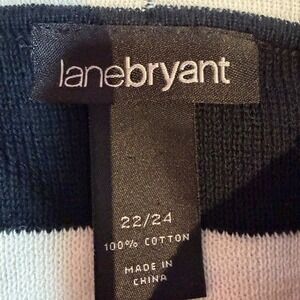 lanebryant
22/24
100% COTTON
MADE IN
CHINA